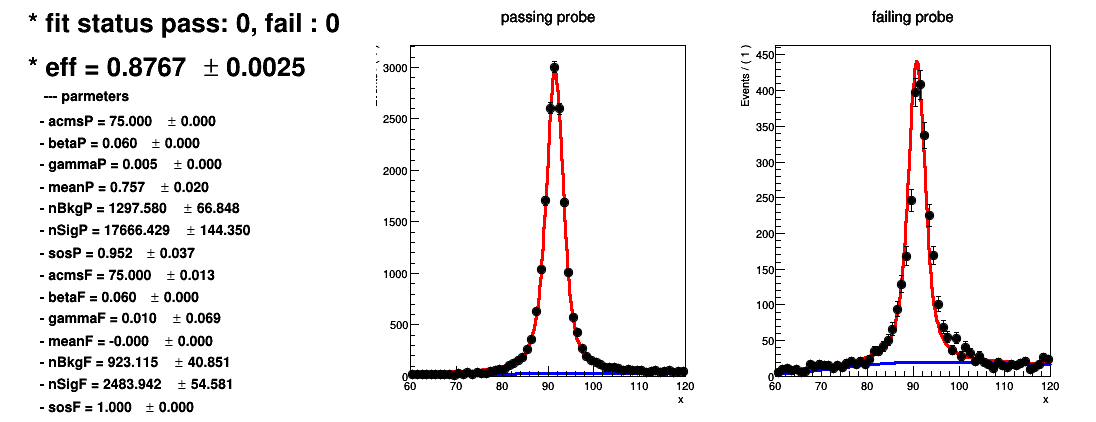 * fit status pass: 0, fail : 0
* eff = 0.8767 ± 0.0025
--- parmeters
- acmsP = 75.000 ± 0.000
- betaP = 0.060 ± 0.000
- gammaP = 0.005 ± 0.000
- meanP = 0.757 ± 0.020
- nBkgP = 1297.580 ± 66.848
- nSigP = 17666.429 ± 144.350
- sosP = 0.952 ± 0.037
- acmsF = 75.000 ± 0.013
- betaF = 0.060 ± 0.000
- gammaF = 0.010 ± 0.069
- meanF = -0.000 ± 0.000
- nBkgF = 923.115 ± 40.851
- nSigF = 2483.942 ± 54.581
- sosF = 1.000 ± 0.000
passing probe
3000
2500
2000
1500
1000
500
0
60 70 80 90 100 110 120
x
failing probe
Events / ( 1 )
450
400
350
300
250
200
150
100
50
0
60 70 80 90 100 110 120
x